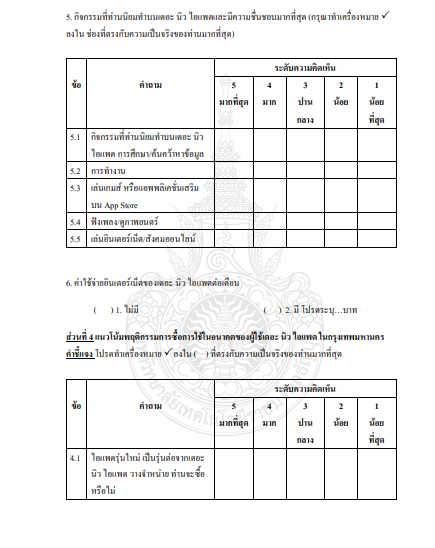 5. กิจกรรมที่ท่านนิยมทำบนเดอะ นิว ไอแพดและมีความชื่นชอบมากที่สุด (กรุณาทำเครื่องหมาย ✓
ลงใน ช่องที่ตรงกับความเป็นจริงของท่านมากที่สุด)
ข้อ คำถาม ระดับความคิดเห็น
5 4 3 2 1
มากที่สุด มาก ปาน น้อย น้อย
กลาง ที่สุด
5.1 กิจกรรมที่ท่านนิยมทำบนเดอะ นิว
ไอแพด การศึกษา/ค้นคว้าหาข้อมูล
5.2 การทำงาน
5.3 เล่นเกมส์ หรือแอพพลิเคชั่นเสริม
บน App Store
5.4 ฟังเพลง/ดูภาพยนตร์
5.5 เล่นอินเตอร์เน็ต/สังคมออนไลน์
6. ค่าใช้จ่ายอินเตอร์เน็ตของเดอะ นิว ไอแพดต่อเดือน
( ) 1. ไม่มี ( ) 2. มี โปรดระบุ…บาท
ส่วนที่ 4 แนวโน้มพฤติกรรมการซื้อการใช้ในอนาคตของผู้ใช้เดอะ นิว ไอแพด ในกรุงเทพมหานคร
คำชี้แจง โปรดทำเครื่องหมาย ✓ ลงใน ( ) ที่ตรงกับความเป็นจริงของท่านมากที่สุด
ข้อ คำถาม ระดับความคิดเห็น
5 4 3 2 1
มากที่สุด มาก ปาน น้อย น้อย
กลาง ที่สุด
4.1 ไอแพดรุ่นใหม่ เป็นรุ่นต่อจากเดอะ
นิว ไอแพด วางจำหน่าย ท่านจะซื้อ
หรือไม่